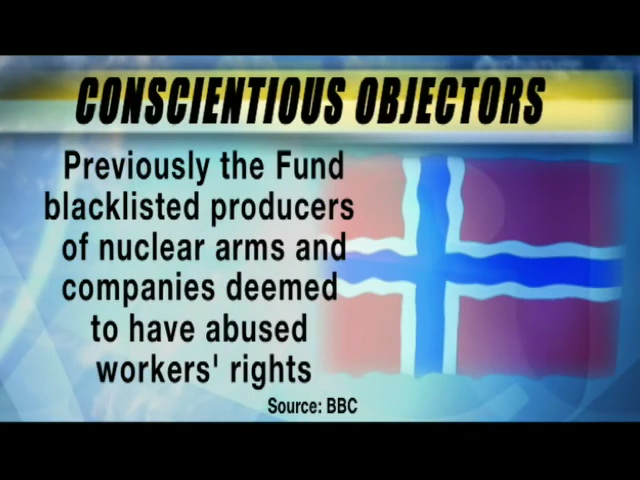 CONSCIENTIOUS OBJECTORS
Previously the Fund
blacklisted producers
of nuclear arms and
companies deemed
to have abused
workers' rights
Source: BBC